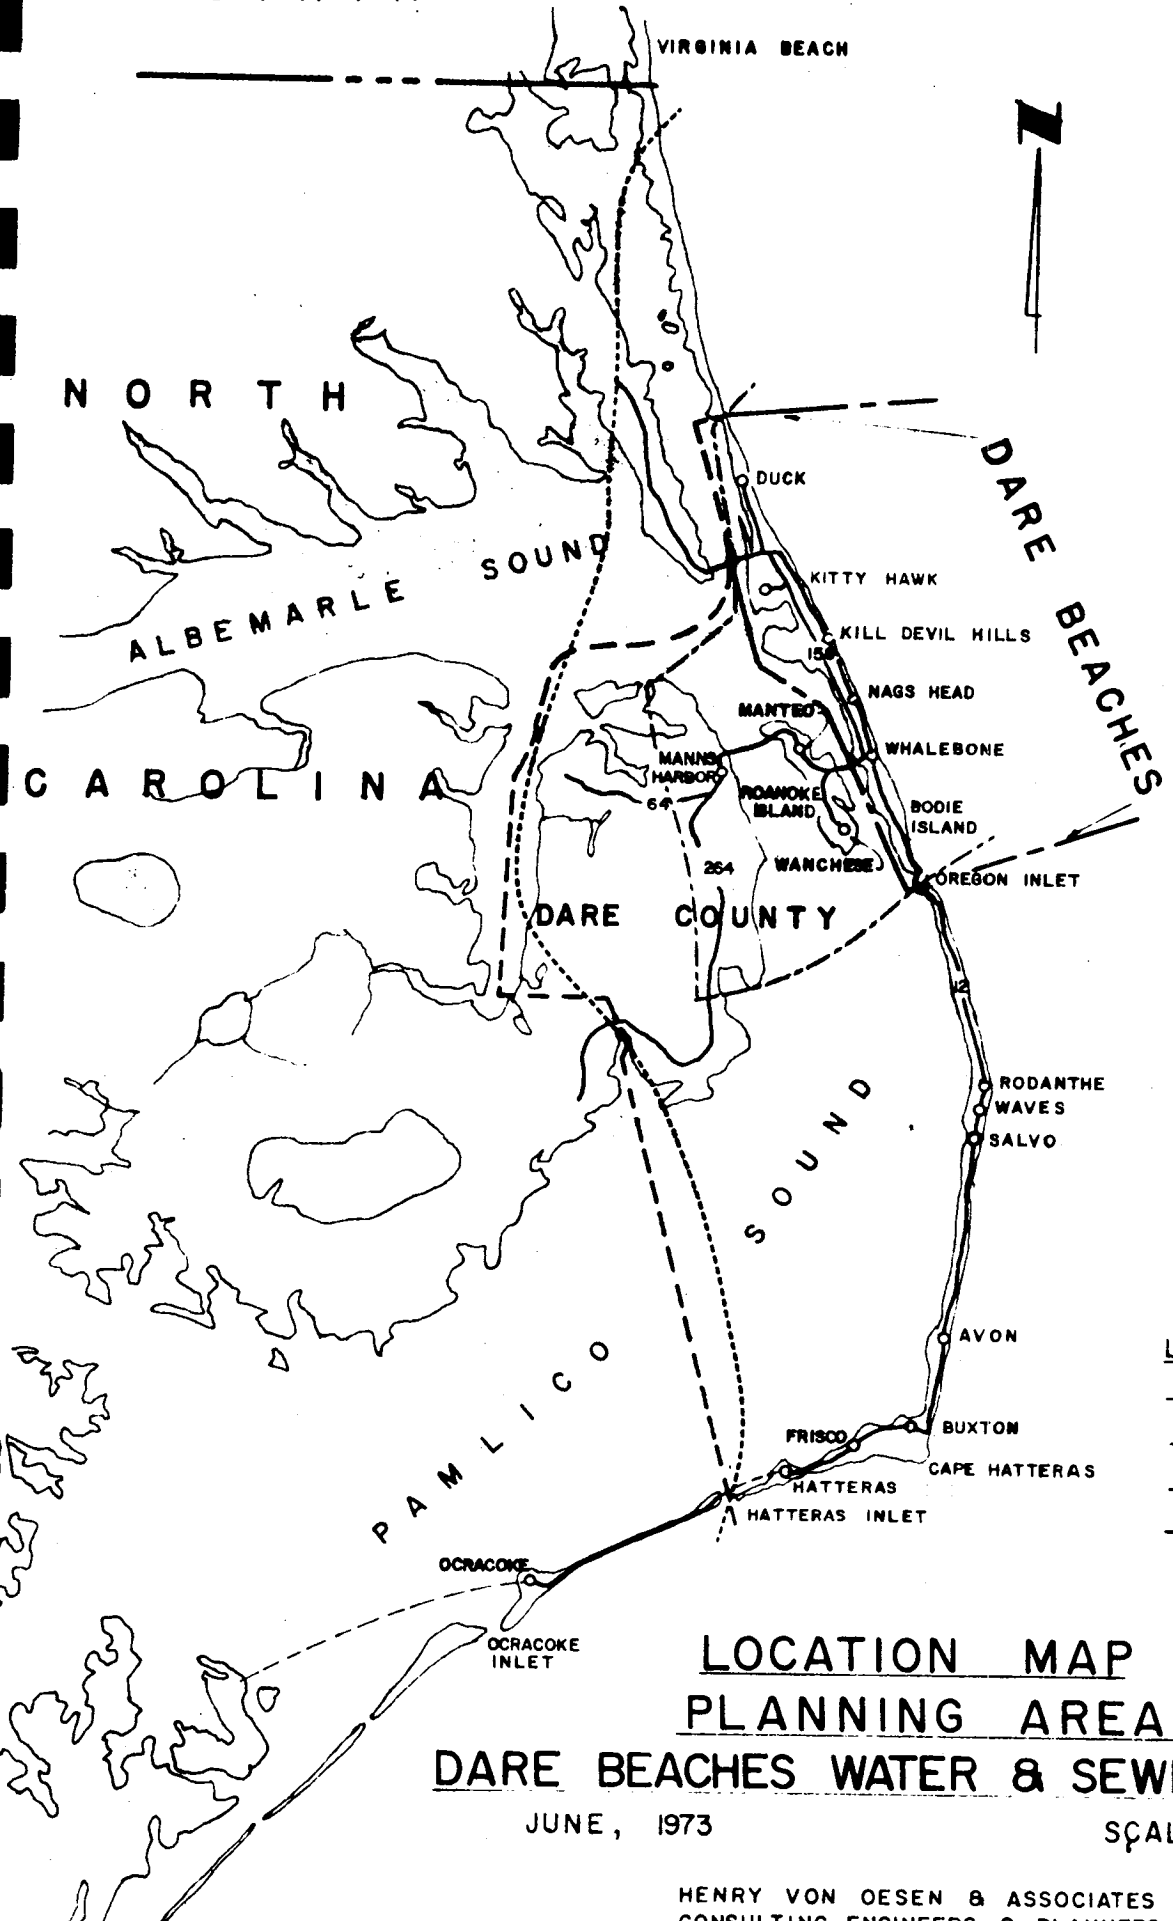 VIRGINIA BEACH
N
NORTH
DUCK
DARE BEACHES
ALBEMARLE SOUND
KITTY HAWK
KILL DEVIL HILLS
NAGS HEAD
MANTEO
WHALEBONE
MANNS
HARBOR
CAROLINA
64
ROANOKE
ISLAND
BODIE
ISLAND
264
WANCHESE
OREGON INLET
DARE COUNTY
12
RODANTHE
WAVES
SALVO
PAMLICO SOUND
AVON
BUXTON
FRISCO
CAPE HATTERAS
HATTERAS
HATTERAS INLET
OCRACOKE
OCRACOKE
INLET
LOCATION MAP
PLANNING AREA
DARE BEACHES WATER & SEW
JUNE, 1973
SCAL
HENRY VON OESEN & ASSOCIATES